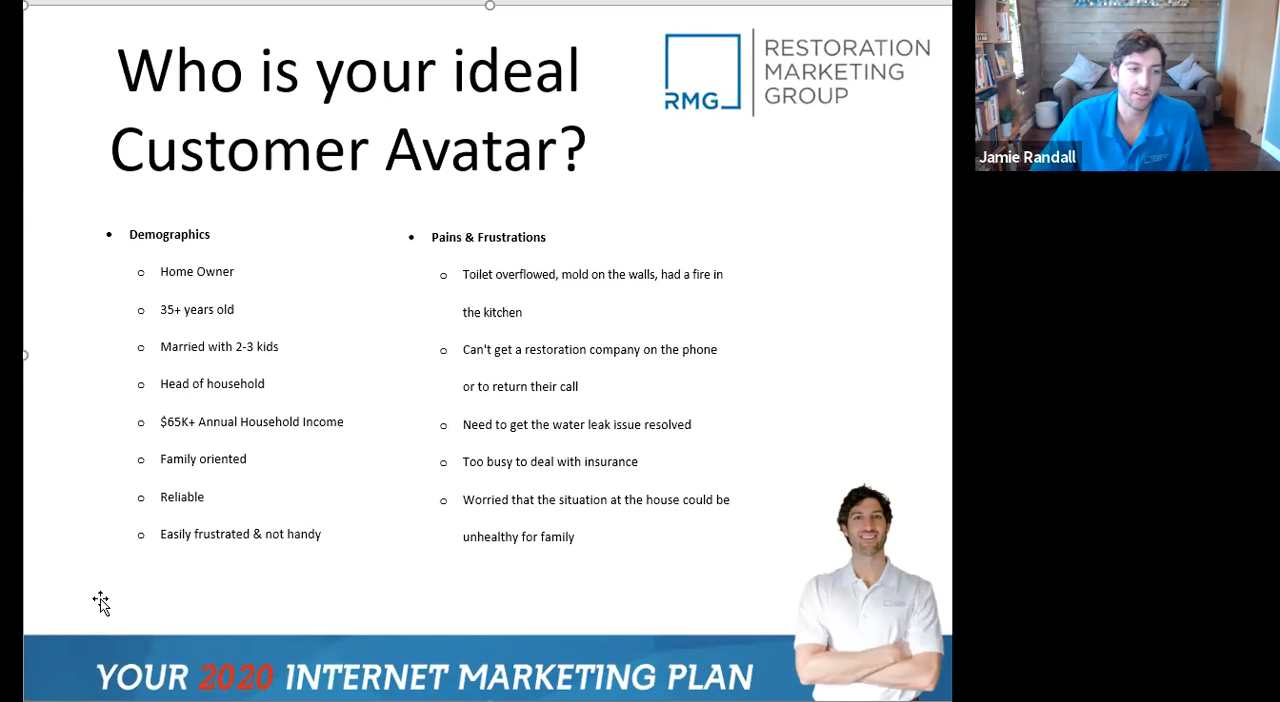 Who is your ideal
Customer Avatar?
RMG
RESTORATION
MARKETING
GROUP
Jamie Randall
• Demographics
o Home Owner
o 35+ years old
o Married with 2-3 kids
o Head of household
o $65K+ Annual Household Income
o Family oriented
o Reliable
o Easily frustrated & not handy
• Pains & Frustrations
o Toilet overflowed, mold on the walls, had a fire in
the kitchen
o Can't get a restoration company on the phone
or to return their call
o Need to get the water leak issue resolved
o Too busy to deal with insurance
o Worried that the situation at the house could be
unhealthy for family
YOUR 2020 INTERNET MARKETING PLAN